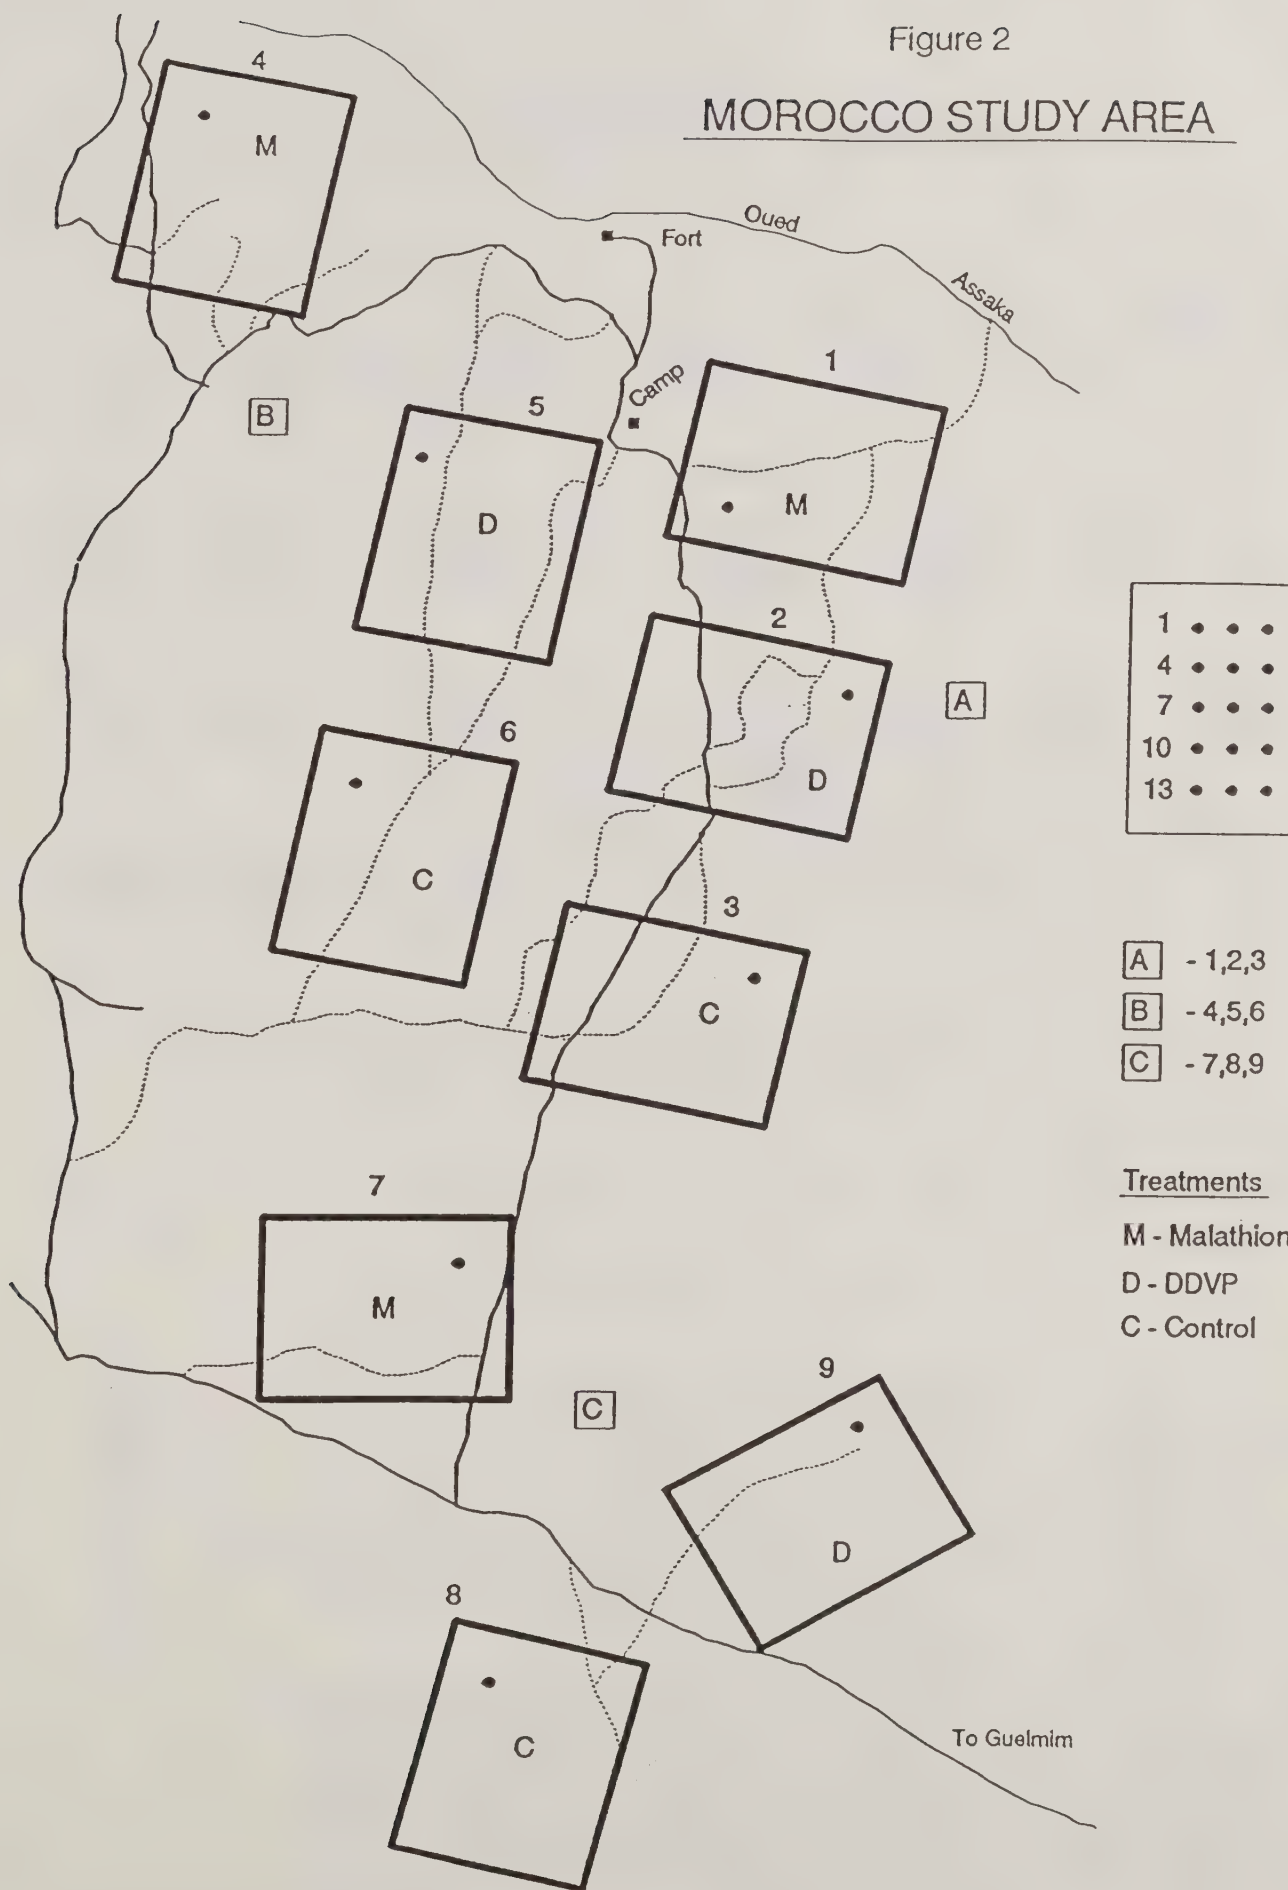 Figure 2
MOROCCO STUDY AREA
4
M
Oued
Fort
Assaka
1
Camp
B
5
M
D
2
A
D
6
C
3
C
1
4
7
10
13
A - 1,2,3
B - 4,5,6
C - 7,8,9
Treatments
M - Malathion
D - DDVP
C - Control
7
M
C
9
D
8
C
To Guelmim